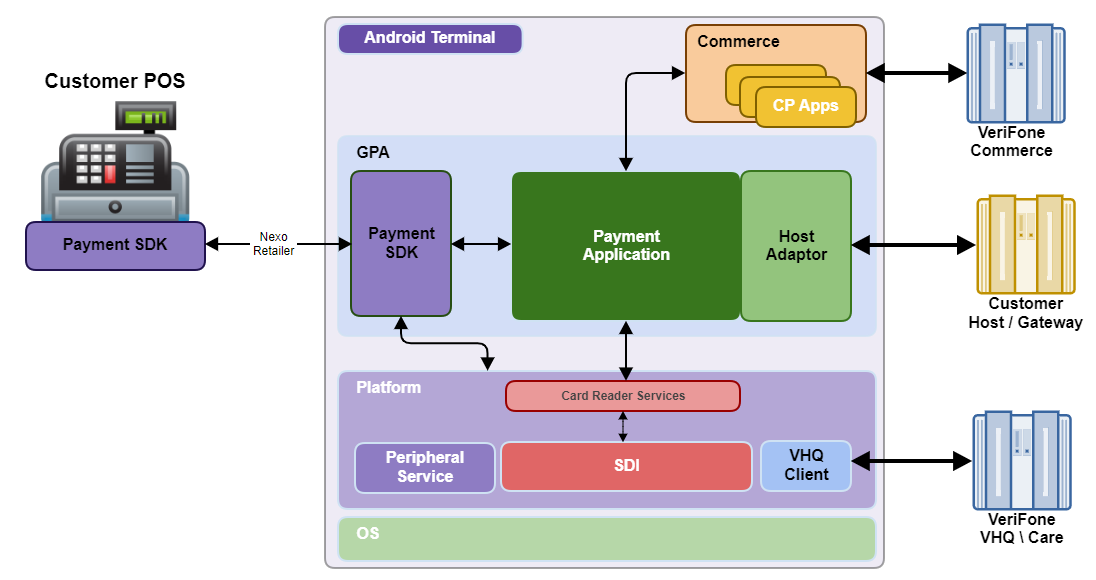 Android Terminal
Commerce
CP Apps
VeriFone
Commerce
Customer POS
Payment SDK
Nexo
Retailer
GPA
Payment
SDK
Payment
Application
Host
Adaptor
Customer
Host / Gateway
Platform
Card Reader Services
Peripheral
Service
SDI
VHQ
Client
VeriFone
VHQ \ Care
OS